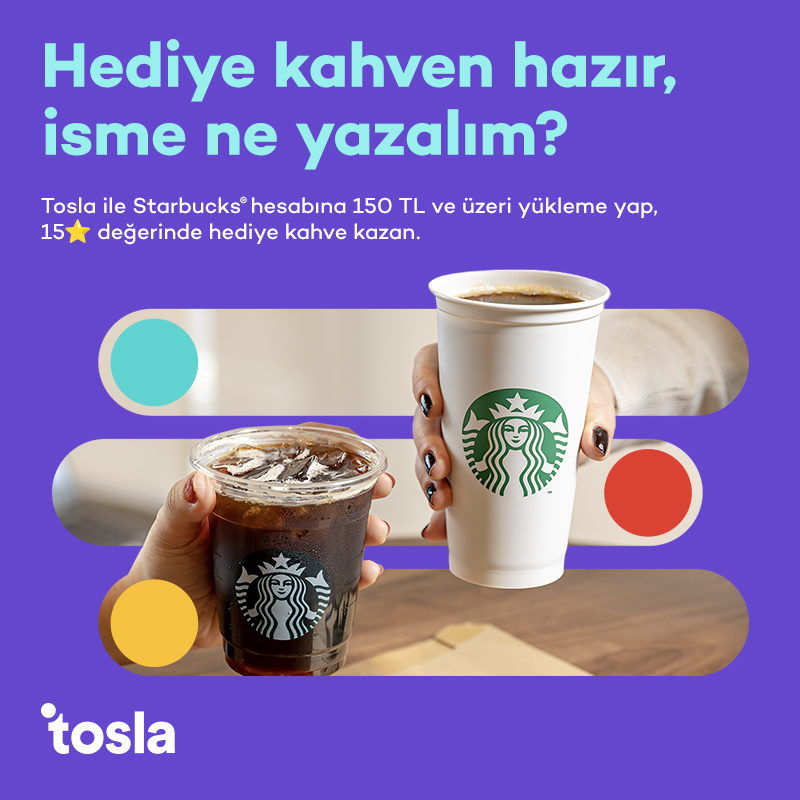 Hediye kahven hazır,
isme ne yazalım?
Tosla ile Starbucks® hesabına 150 TL ve üzeri yükleme yap,
15⭐ değerinde hediye kahve kazan.
TM
tosla